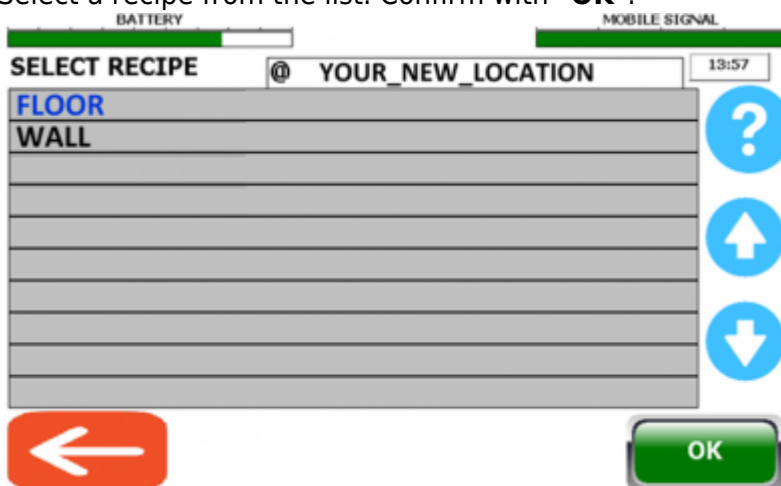 Select a recipe from the list. Confirm with "OK".
BATTERY MOBILE SIGNAL
SELECT RECIPE @ YOUR_NEW_LOCATION 13:57
FLOOR
WALL
?
OK